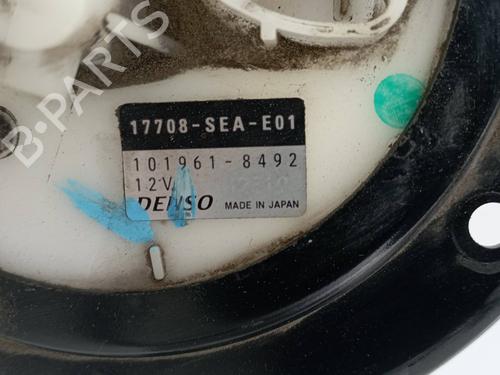 B-PARTS
17708-SEA-E01
101961-8492
12V
DENSO MADE IN JAPAN